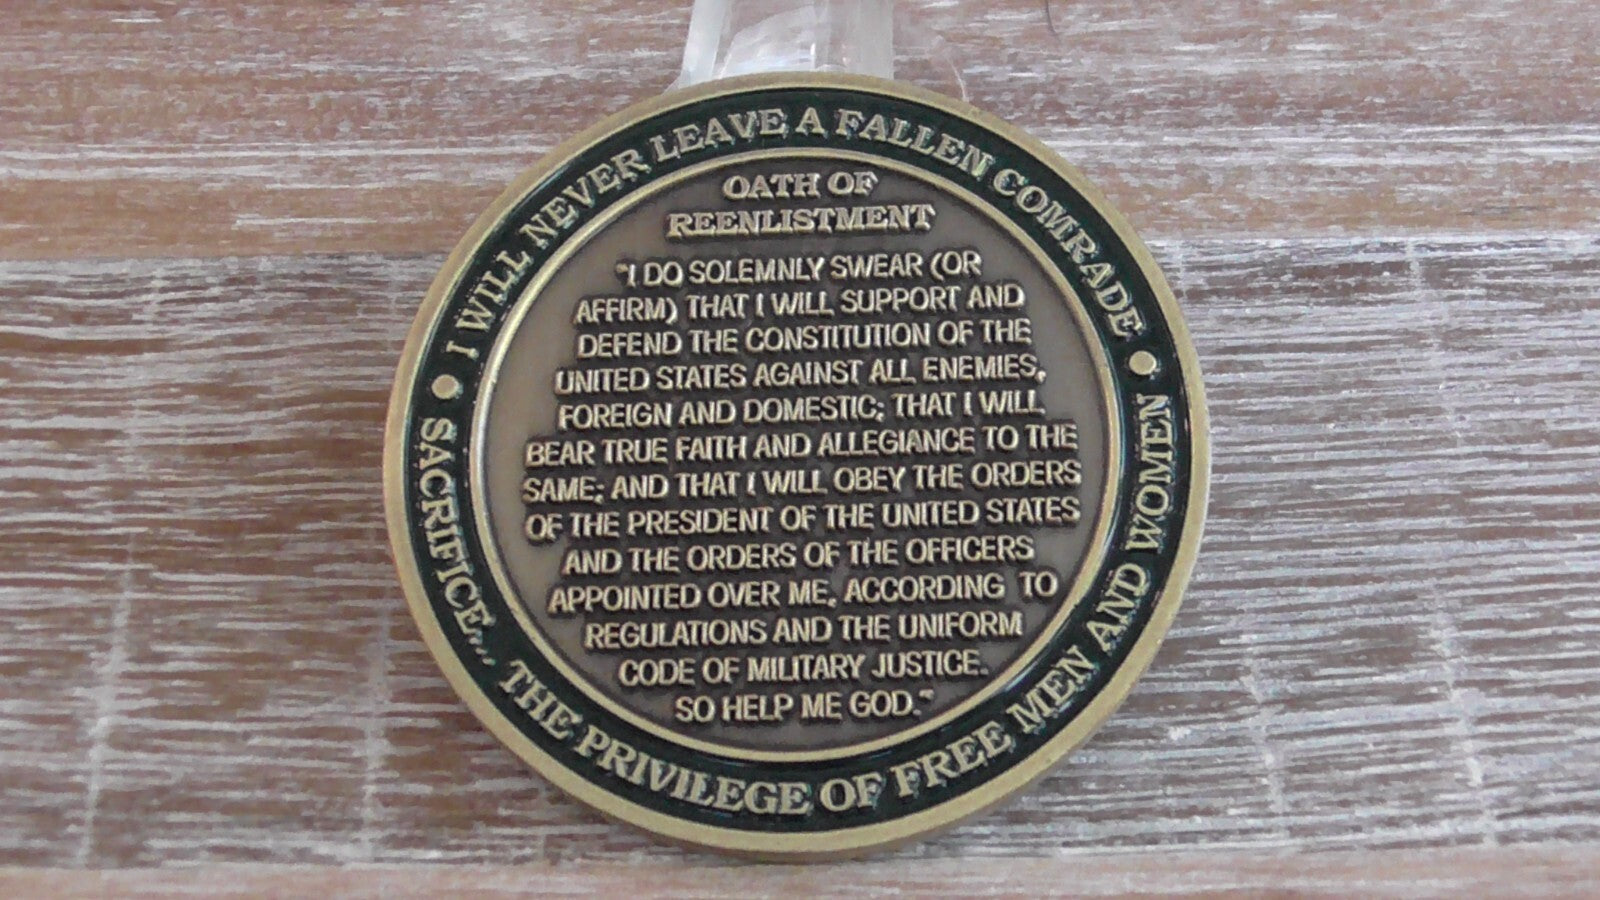 I WILL NEVER LEAVE A FALLEN COMRADE
OATH OF
REENLISTMENT
"I DO SOLEMNLY SWEAR (OR
AFFIRM) THAT I WILL SUPPORT AND
DEFEND THE CONSTITUTION OF THE
UNITED STATES AGAINST ALL ENEMIES,
FOREIGN AND DOMESTIC; THAT I WILL
BEAR TRUE FAITH AND ALLEGIANCE TO THE
SAME; AND THAT I WILL OBEY THE ORDERS
OF THE PRESIDENT OF THE UNITED STATES
AND THE ORDERS OF THE OFFICERS
APPOINTED OVER ME, ACCORDING TO
REGULATIONS AND THE UNIFORM
CODE OF MILITARY JUSTICE.
SO HELP ME GOD."
SACRIFICE... THE PRIVILEGE OF FREE MEN AND WOMEN